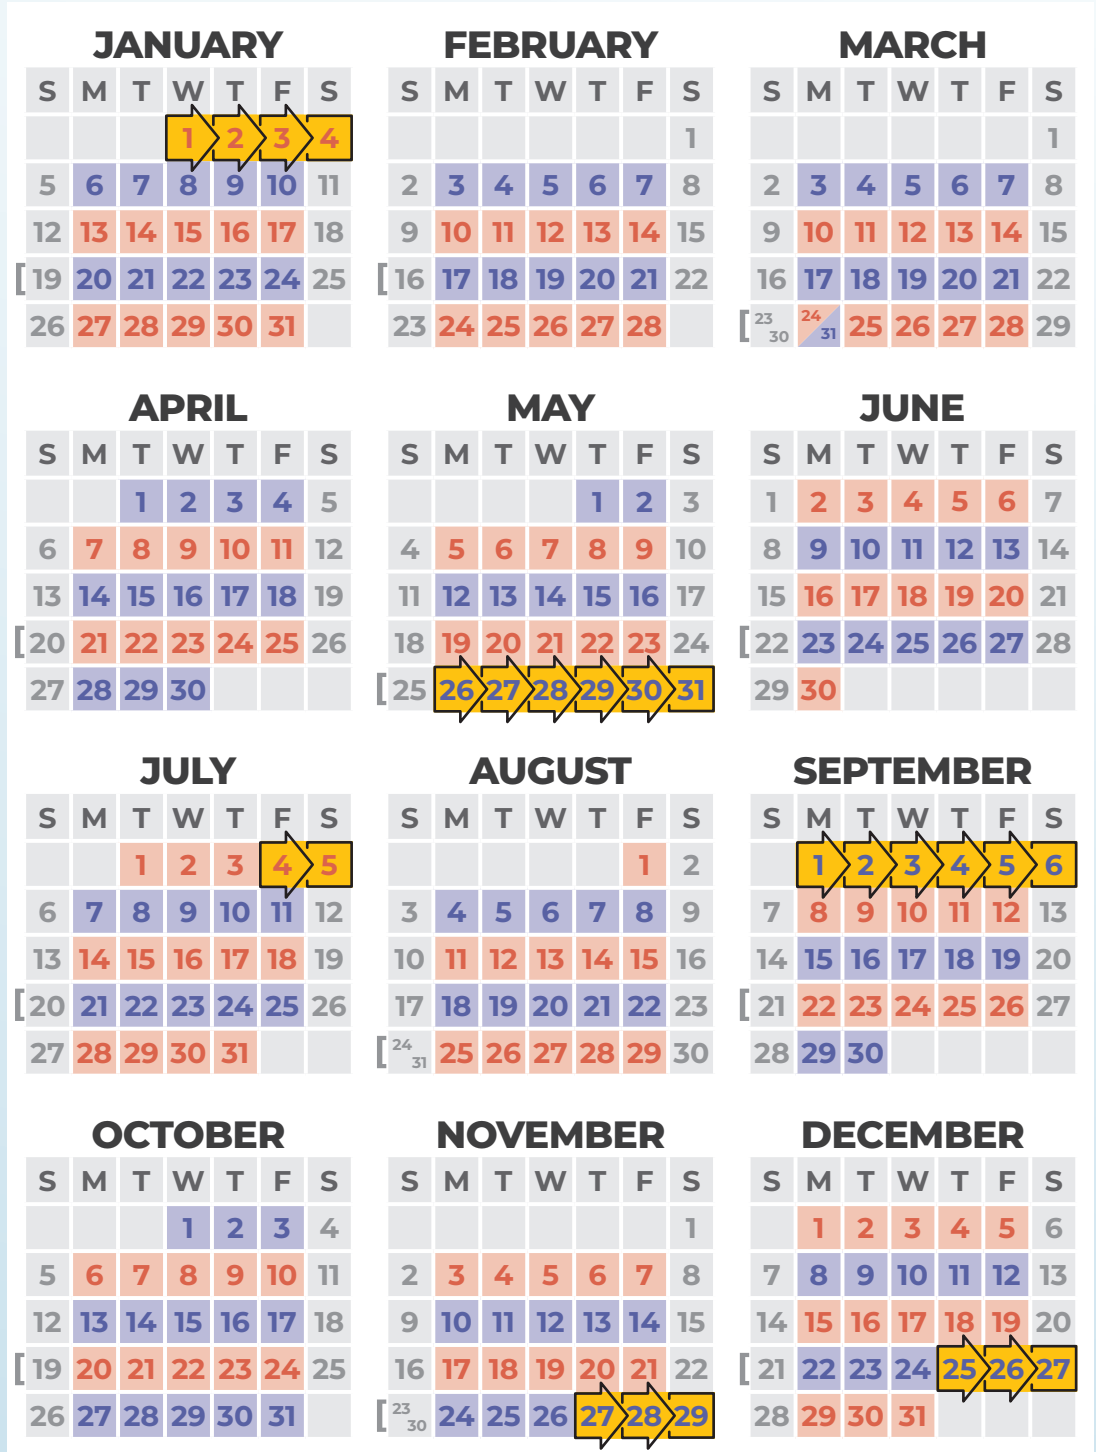 JANUARY
S M T W T F S
1 2 3 4
5 6 7 8 9 10 11
12 13 14 15 16 17 18
[19 20 21 22 23 24 25
26 27 28 29 30 31
FEBRUARY
S M T W T F S
1
2 3 4 5 6 7 8
9 10 11 12 13 14 15
[16 17 18 19 20 21 22
23 24 25 26 27 28
MARCH
S M T W T F S
1
2 3 4 5 6 7 8
9 10 11 12 13 14 15
16 17 18 19 20 21 22
[23 30 24 31 25 26 27 28 29
APRIL
S M T W T F S
1 2 3 4 5
6 7 8 9 10 11 12
13 14 15 16 17 18 19
[20 21 22 23 24 25 26
27 28 29 30
MAY
S M T W T F S
1 2 3
4 5 6 7 8 9 10
11 12 13 14 15 16 17
18 19 20 21 22 23 24
[25 26 27 28 29 30 31
JUNE
S M T W T F S
1 2 3 4 5 6 7
8 9 10 11 12 13 14
15 16 17 18 19 20 21
[22 23 24 25 26 27 28
29 30
JULY
S M T W T F S
1 2 3 4 5
6 7 8 9 10 11 12
13 14 15 16 17 18 19
[20 21 22 23 24 25 26
27 28 29 30 31
AUGUST
S M T W T F S
1 2
3 4 5 6 7 8 9
10 11 12 13 14 15 16
17 18 19 20 21 22 23
[24 31 25 26 27 28 29 30
SEPTEMBER
S M T W T F S
1 2 3 4 5 6
7 8 9 10 11 12 13
14 15 16 17 18 19 20
[21 22 23 24 25 26 27
28 29 30
OCTOBER
S M T W T F S
1 2 3 4
5 6 7 8 9 10 11
12 13 14 15 16 17 18
[19 20 21 22 23 24 25
26 27 28 29 30 31
NOVEMBER
S M T W T F S
1
2 3 4 5 6 7 8
9 10 11 12 13 14 15
16 17 18 19 20 21 22
[23 30 24 25 26 27 28 29
DECEMBER
S M T W T F S
1 2 3 4 5 6
7 8 9 10 11 12 13
14 15 16 17 18 19 20
[21 22 23 24 25 26 27
28 29 30 31